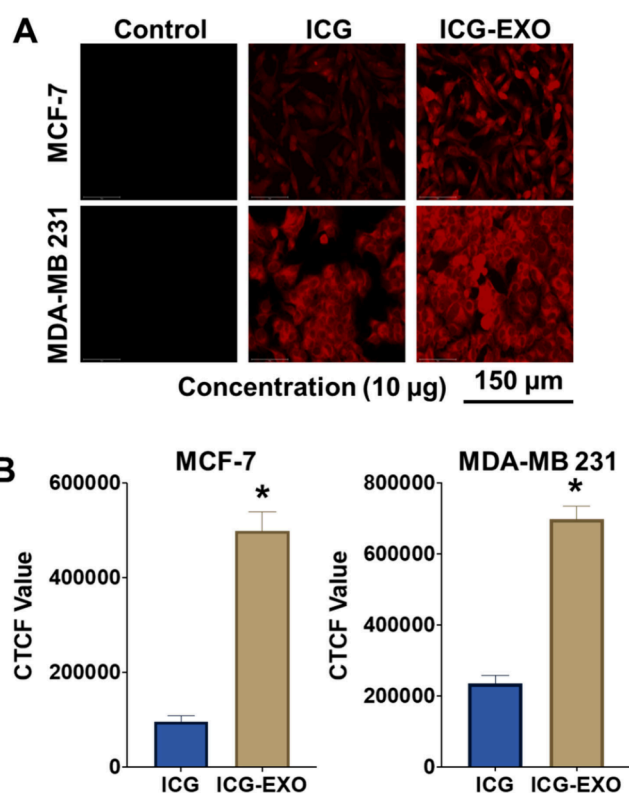 A
Control ICG ICG-EXO
MCF-7
MDA-MB 231
Concentration (10 µg) 150 µm
B
MCF-7
*
CTCF Value
600000
400000
200000
0
ICG ICG-EXO
MDA-MB 231
*
CTCF Value
800000
600000
400000
200000
0
ICG ICG-EXO